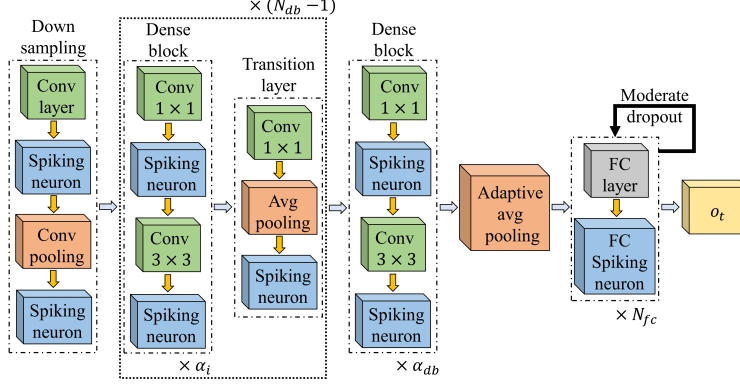 × (N_db −1)
Down
sampling
Conv
layer
Spiking
neuron
Conv
pooling
Spiking
neuron
Dense
block
Conv
1 × 1
Spiking
neuron
Conv
3 × 3
Spiking
neuron
× α_i
Transition
layer
Conv
1 × 1
Avg
pooling
Spiking
neuron
Dense
block
Conv
1 × 1
Spiking
neuron
Conv
3 × 3
Spiking
neuron
× α_db
Adaptive
avg
pooling
Moderate
dropout
FC
layer
FC
Spiking
neuron
× N_fc
o_t